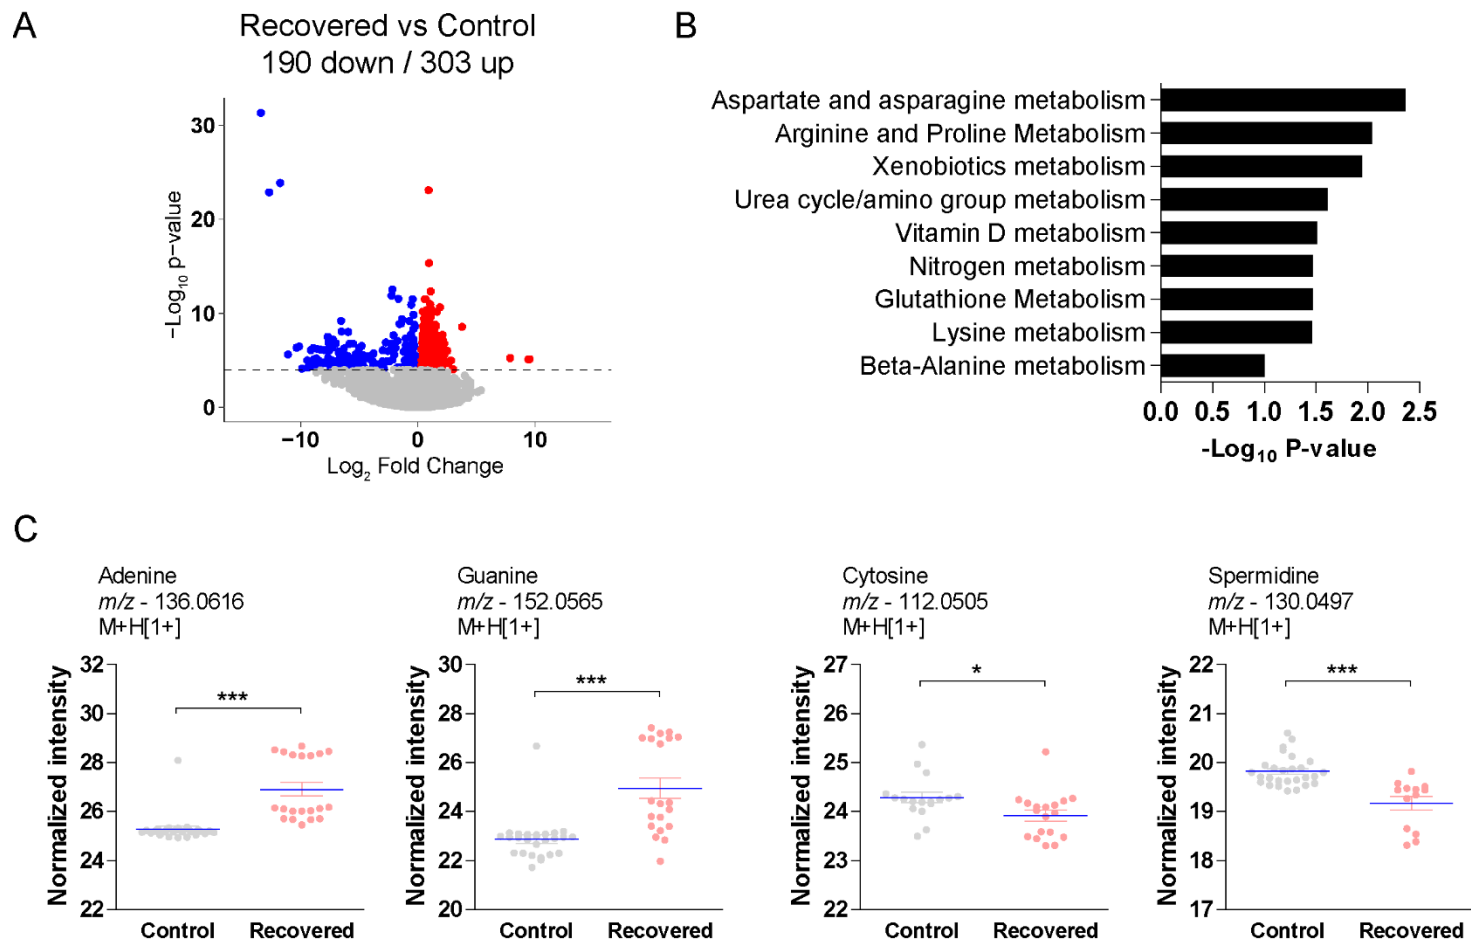 A
Recovered vs Control
190 down / 303 up
−Log10 p−value
30
20
10
0
−10
0
10
Log2 Fold Change
B
Aspartate and asparagine metabolism
Arginine and Proline Metabolism
Xenobiotics metabolism
Urea cycle/amino group metabolism
Vitamin D metabolism
Nitrogen metabolism
Glutathione Metabolism
Lysine metabolism
Beta-Alanine metabolism
0.0 0.5 1.0 1.5 2.0 2.5
-Log10 P-value
C
Adenine
m/z - 136.0616
M+H[1+]
Normalized intensity
32
30
28
26
24
22
***
Control Recovered
Guanine
m/z - 152.0565
M+H[1+]
Normalized intensity
30
28
26
24
22
20
***
Control Recovered
Cytosine
m/z - 112.0505
M+H[1+]
Normalized intensity
27
26
25
24
23
22
*
Control Recovered
Spermidine
m/z - 130.0497
M+H[1+]
Normalized intensity
22
21
20
19
18
17
***
Control Recovered